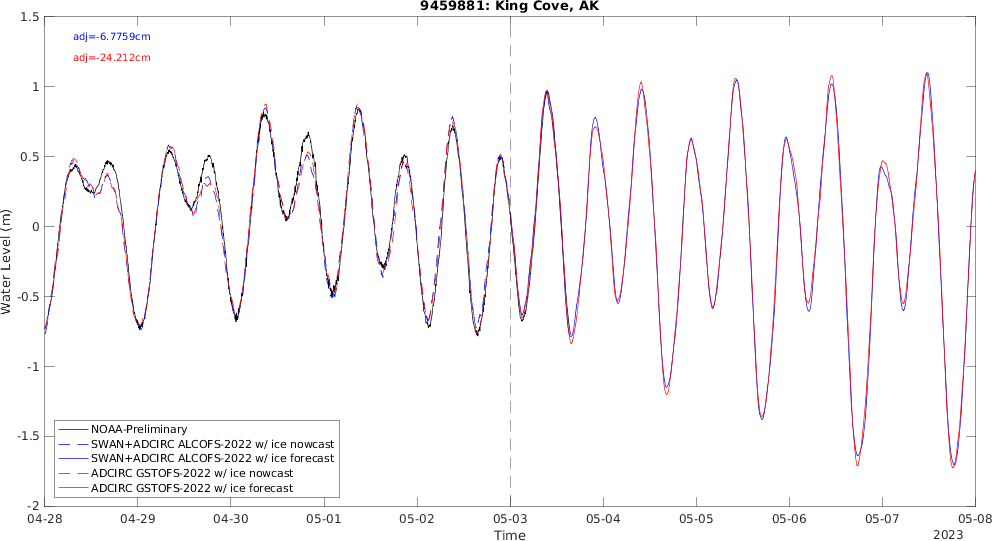 9459881: King Cove, AK
adj=-6.7759cm
adj=-24.212cm
Water Level (m)
1.5
1
0.5
0
-0.5
-1
-1.5
-2
NOAA-Preliminary
SWAN+ADCIRC ALCOFS-2022 w/ ice nowcast
SWAN+ADCIRC ALCOFS-2022 w/ ice forecast
ADCIRC GSTOFS-2022 w/ ice nowcast
ADCIRC GSTOFS-2022 w/ ice forecast
04-28 04-29 04-30 05-01 05-02 05-03 05-04 05-05 05-06 05-07 05-08
Time
2023